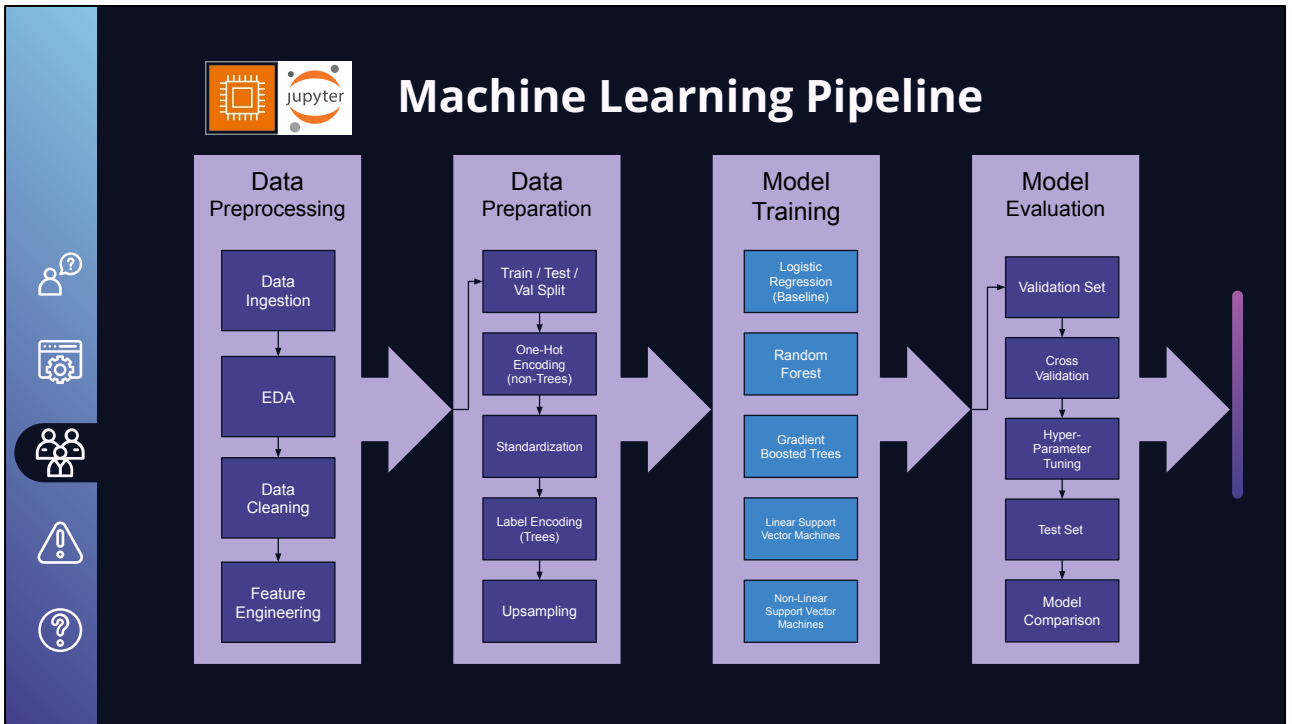 jupyter
Machine Learning Pipeline
Data
Preprocessing
Data
Ingestion
EDA
Data
Cleaning
Feature
Engineering
Data
Preparation
Train / Test /
Val Split
One-Hot
Encoding
(non-Trees)
Standardization
Label Encoding
(Trees)
Upsampling
Model
Training
Logistic
Regression
(Baseline)
Random
Forest
Gradient
Boosted Trees
Linear Support
Vector Machines
Non-Linear
Support Vector
Machines
Model
Evaluation
Validation Set
Cross
Validation
Hyper-
Parameter
Tuning
Test Set
Model
Comparison